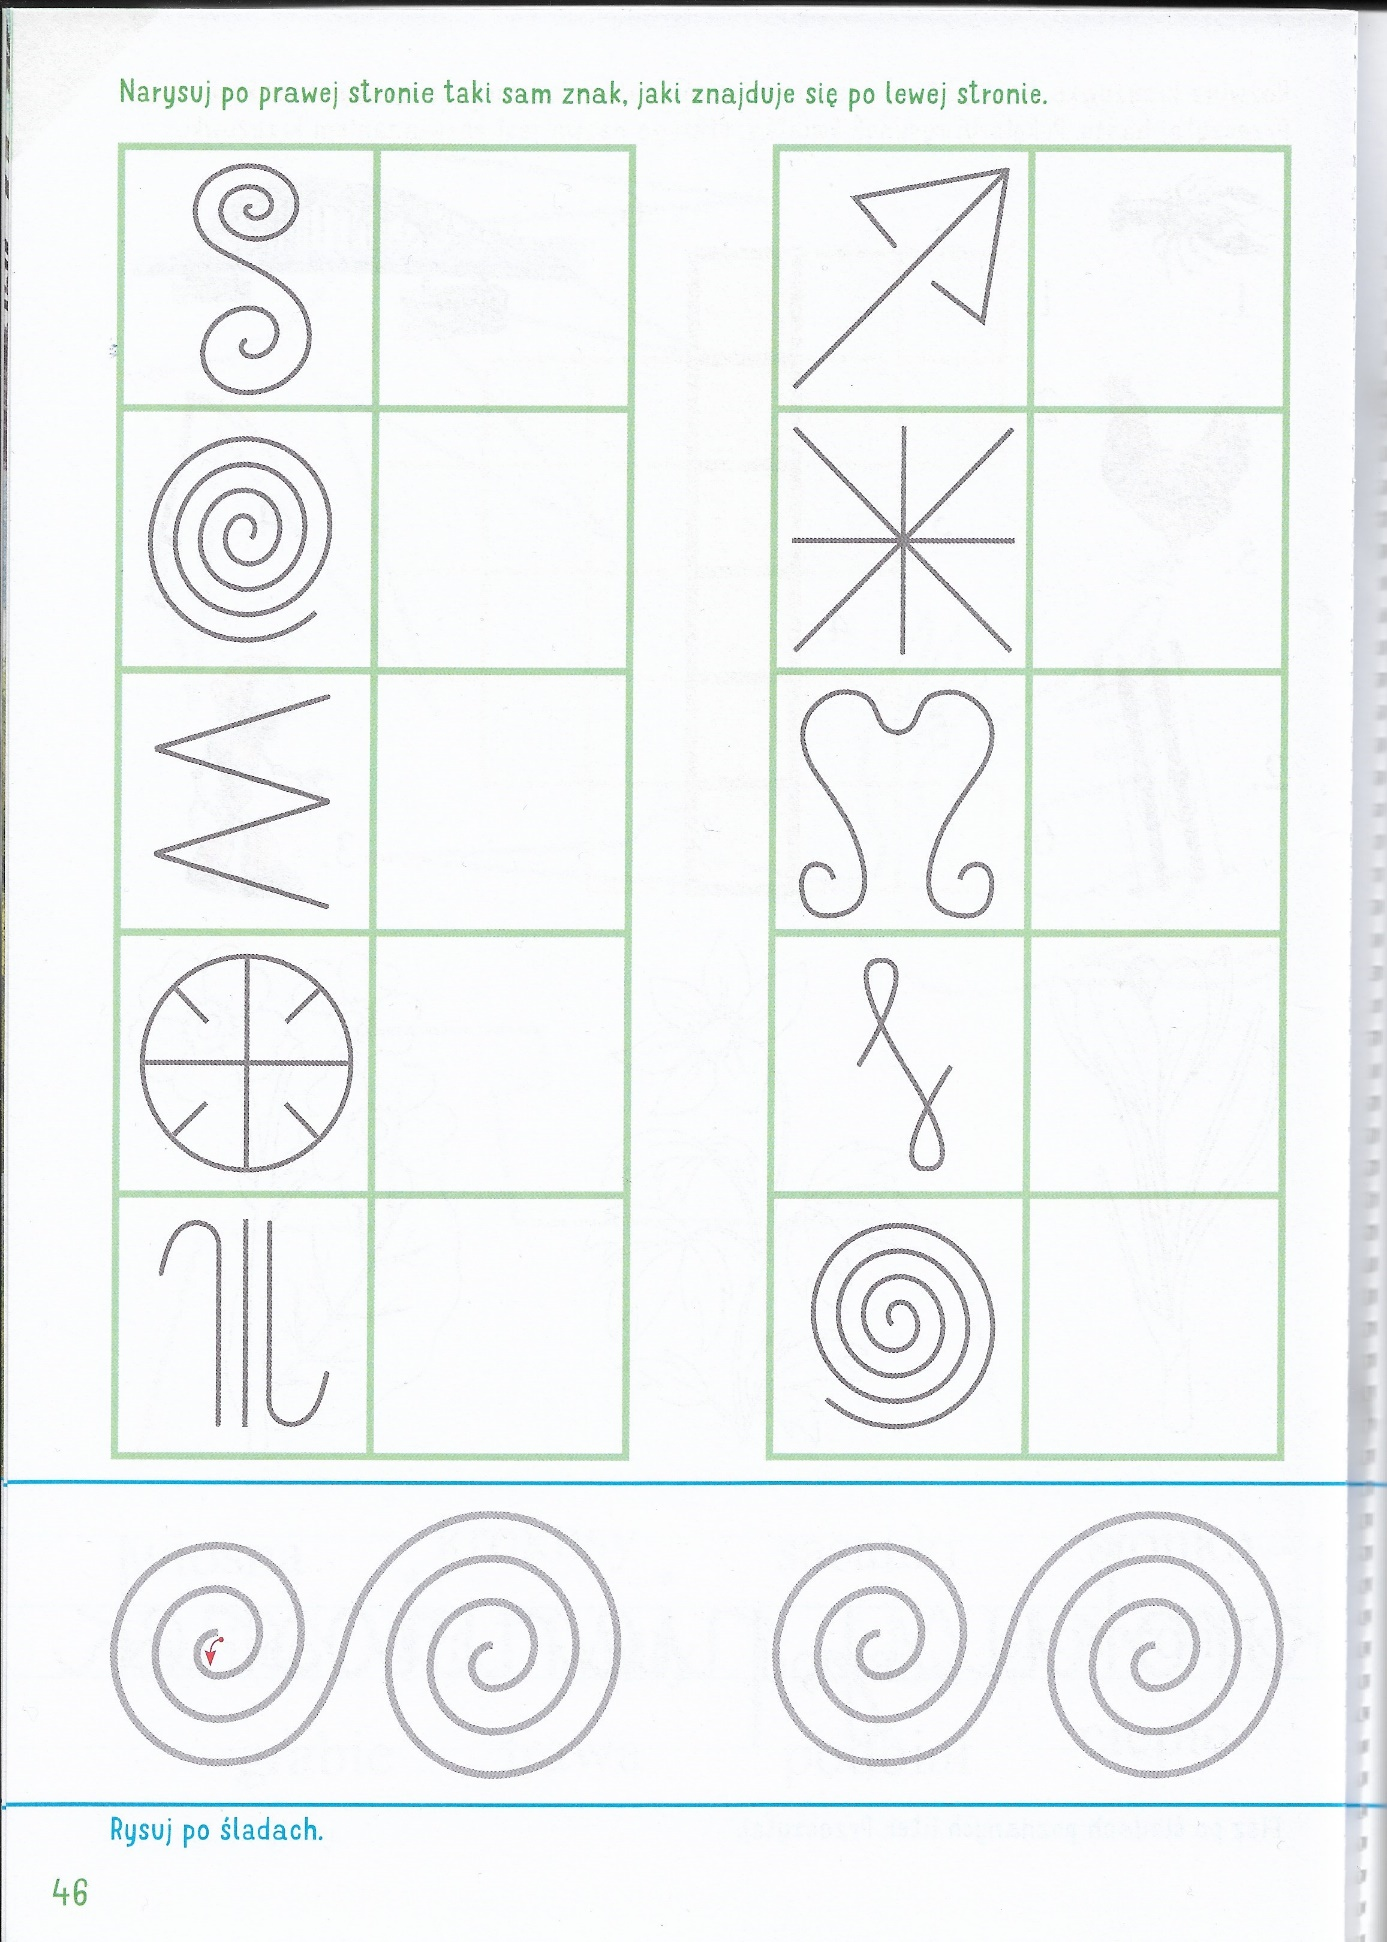 Narysuj po prawej stronie taki sam znak, jaki znajduje się po lewej stronie.
Rysuj po śladach.
46